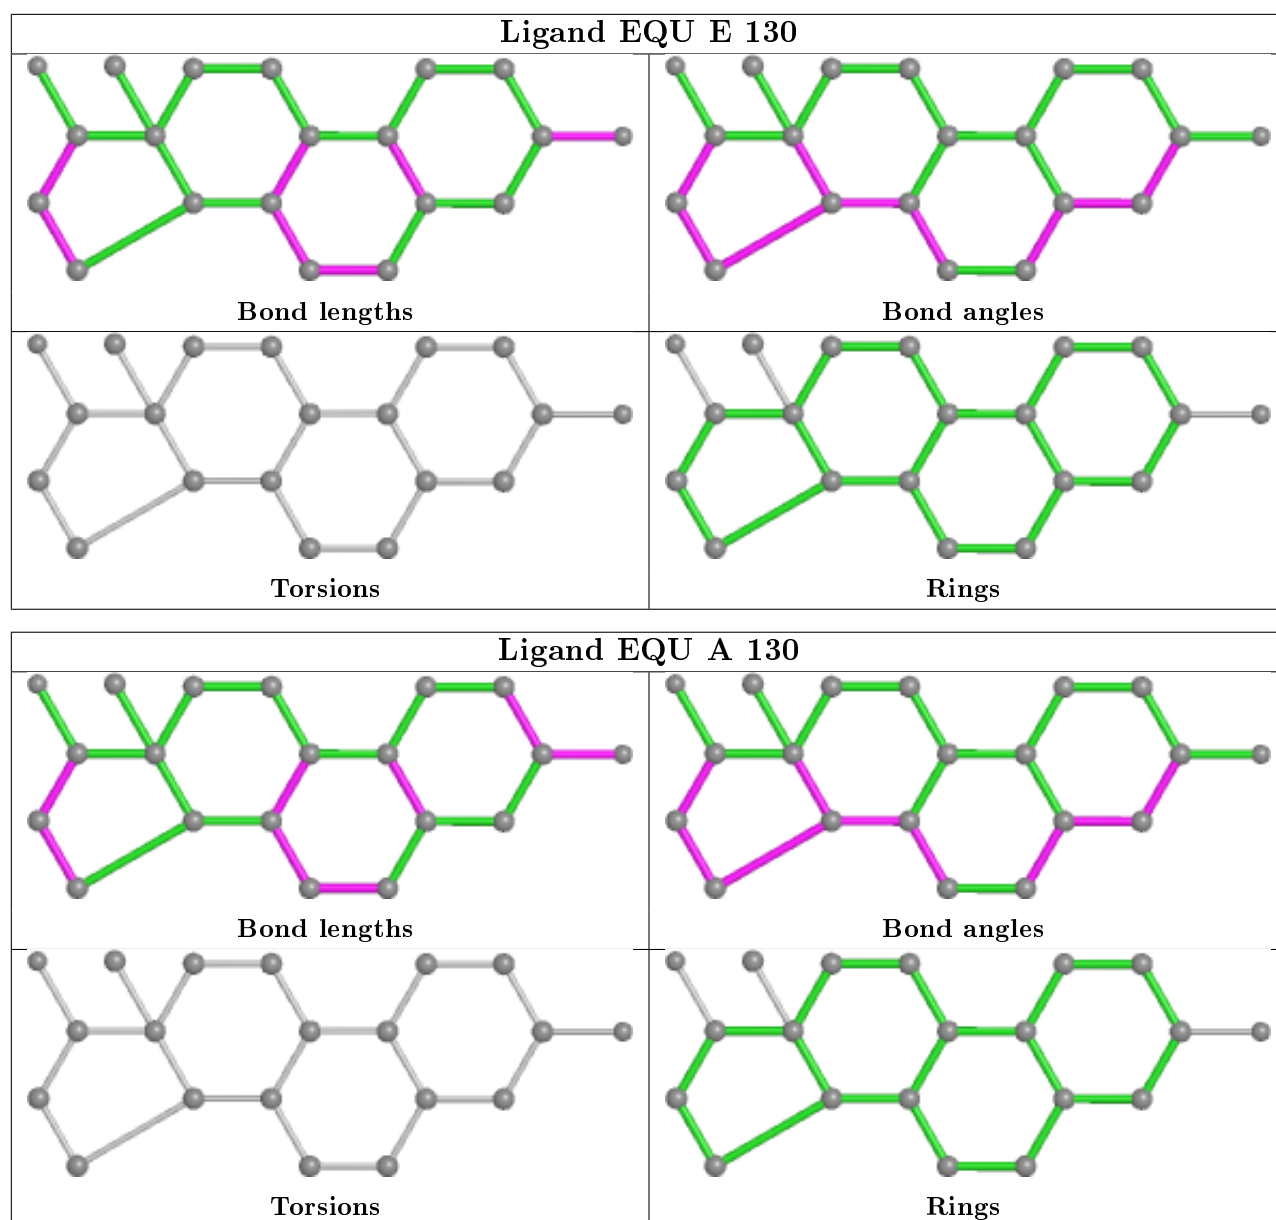 Ligand EQU E 130
Bond lengths
Bond angles
Torsions
Rings
Ligand EQU A 130
Bond lengths
Bond angles
Torsions
Rings